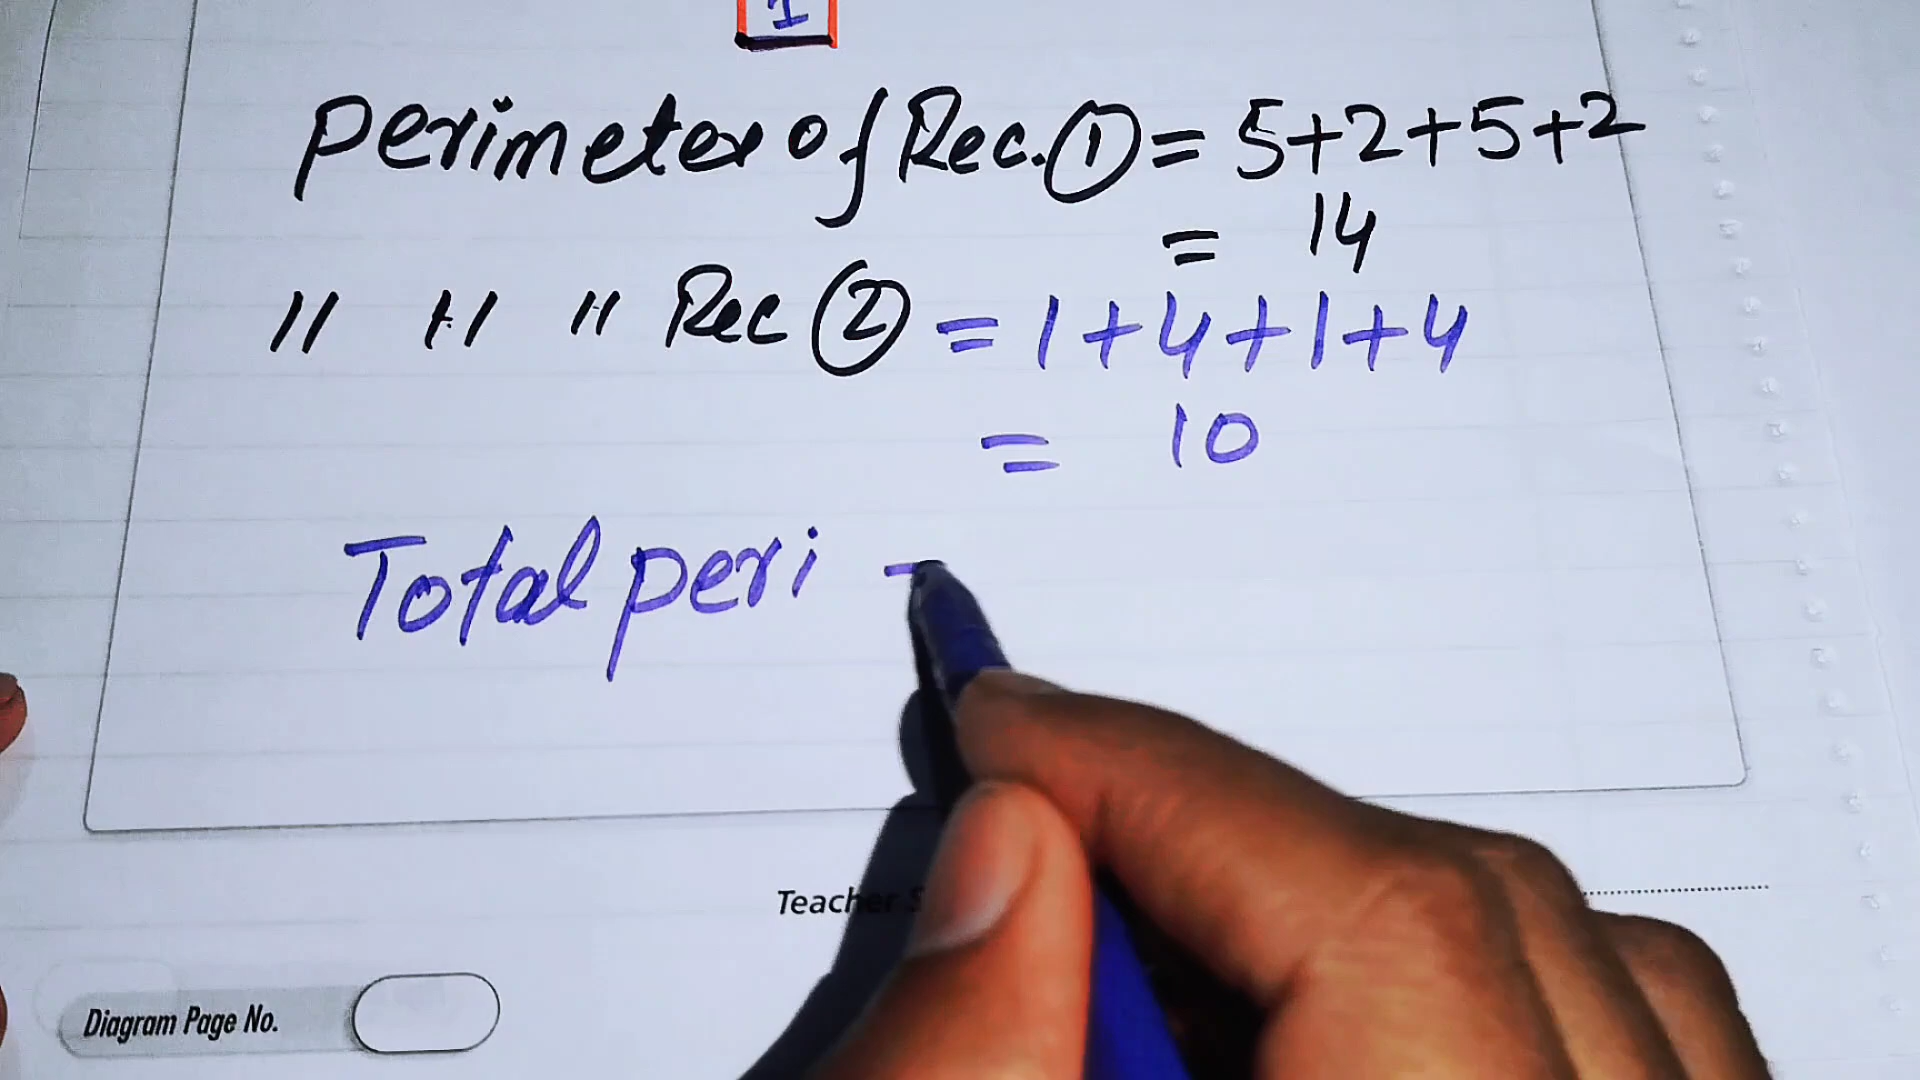 1
Perimeter of Rec. ① = 5+2+5+2
= 14
" " " Rec ② = 1+4+1+4
= 10
Total peri -
Teacher
Diagram Page No.